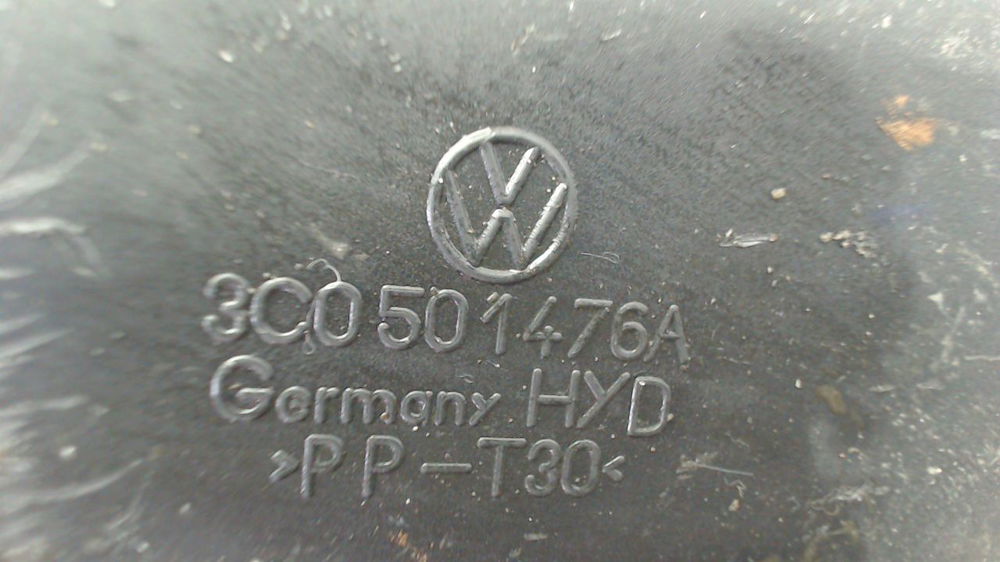 3C0 501 476A
Germany HYD
>PP-T30<